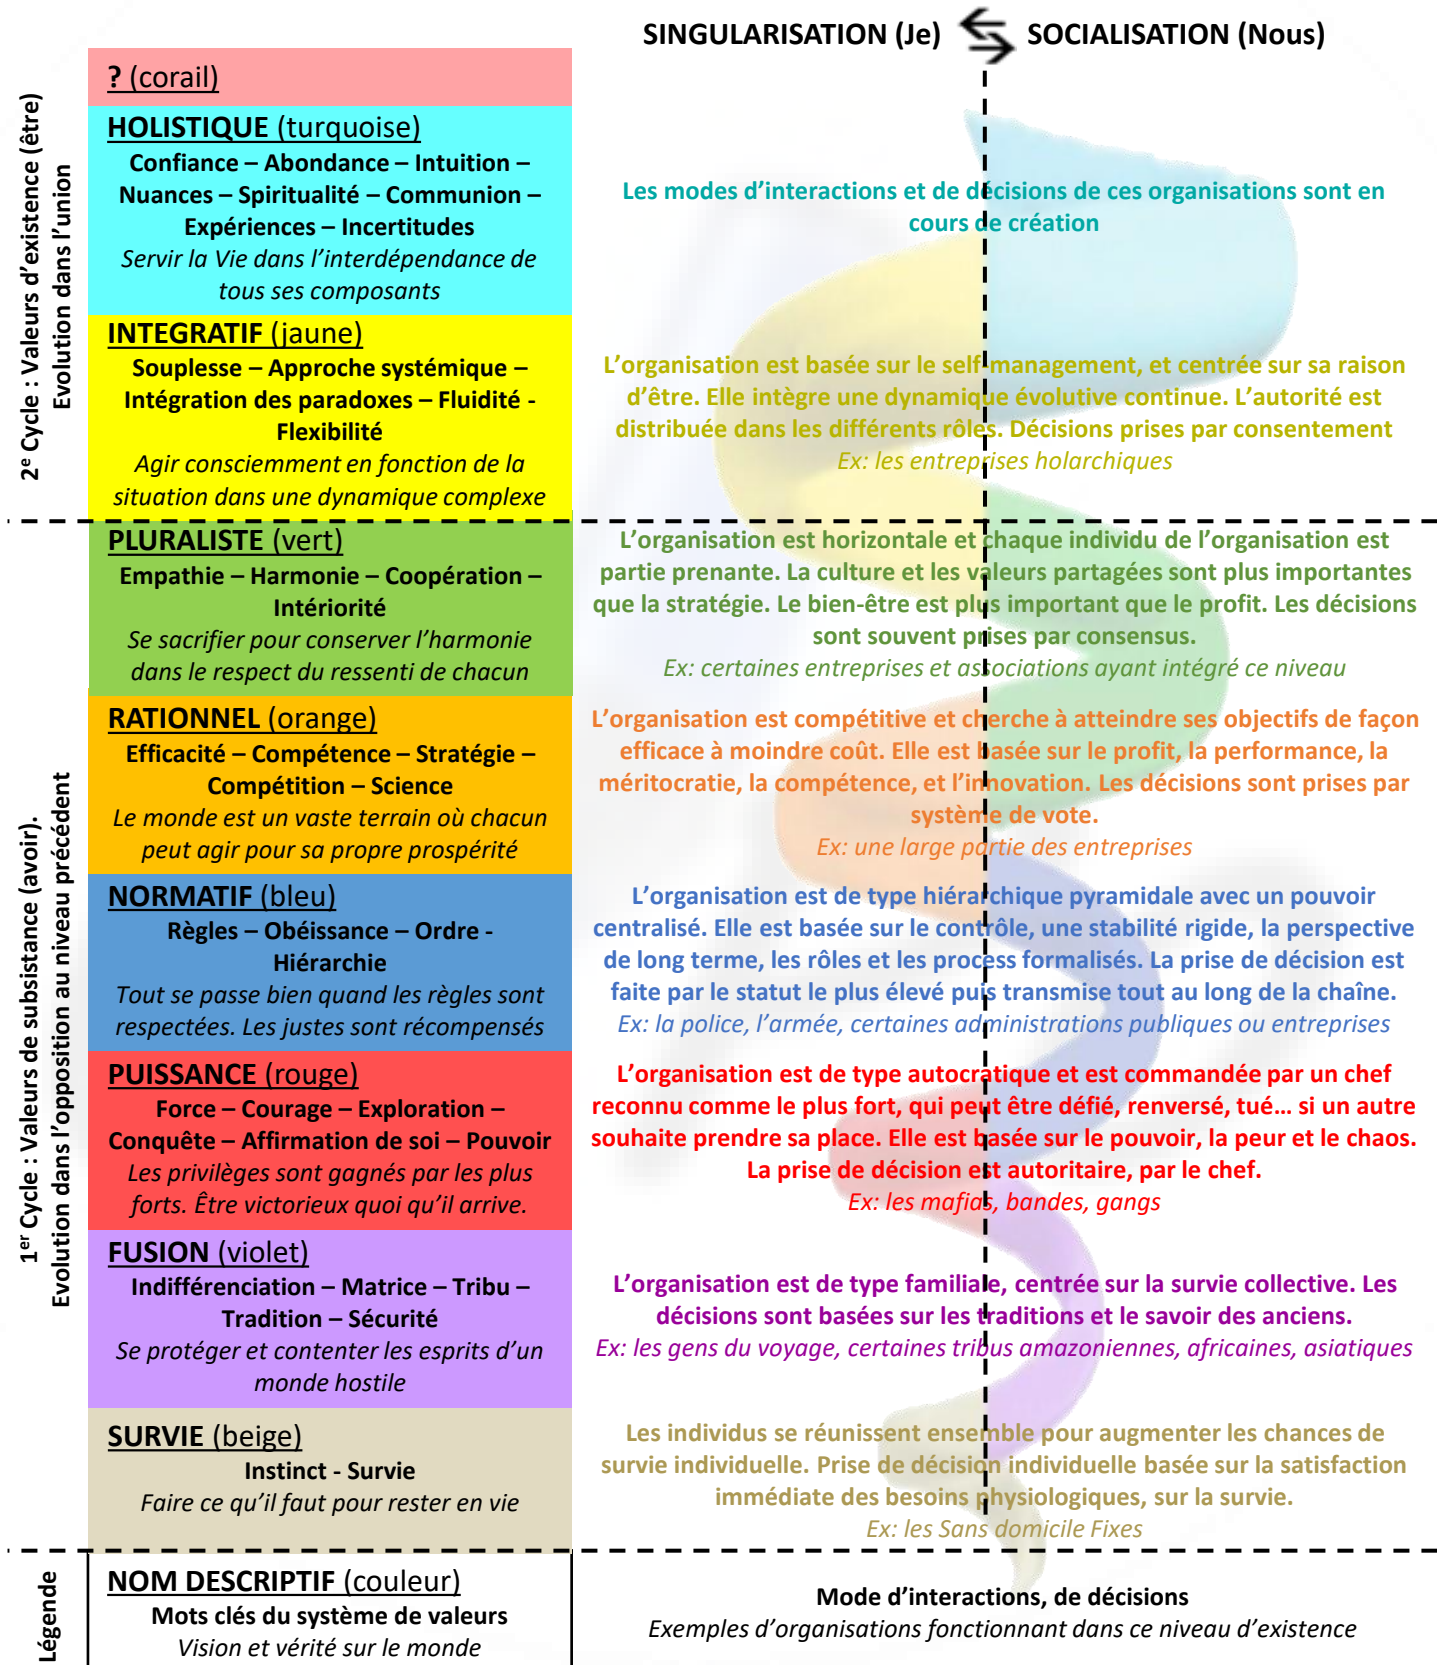 SINGULARISATION (Je) SOCIALISATION (Nous)
2e Cycle : Valeurs d’existence (être)
Evolution dans l’union
? (corail)
HOLISTIQUE (turquoise)
Confiance – Abondance – Intuition –
Nuances – Spiritualité – Communion –
Expériences – Incertitudes
Servir la Vie dans l’interdépendance de
tous ses composants
Les modes d’interactions et de décisions de ces organisations sont en
cours de création
INTEGRATIF (jaune)
Souplesse – Approche systémique –
Intégration des paradoxes – Fluidité -
Flexibilité
Agir consciemment en fonction de la
situation dans une dynamique complexe
L’organisation est basée sur le self-management, et centrée sur sa raison
d’être. Elle intègre une dynamique évolutive continue. L’autorité est
distribuée dans les différents rôles. Décisions prises par consentement
Ex: les entreprises holarchiques
1er Cycle : Valeurs de subsistance (avoir).
Evolution dans l’opposition au niveau précédent
PLURALISTE (vert)
Empathie – Harmonie – Coopération –
Intériorité
Se sacrifier pour conserver l’harmonie
dans le respect du ressenti de chacun
L’organisation est horizontale et chaque individu de l’organisation est
partie prenante. La culture et les valeurs partagées sont plus importantes
que la stratégie. Le bien-être est plus important que le profit. Les décisions
sont souvent prises par consensus.
Ex: certaines entreprises et associations ayant intégré ce niveau
RATIONNEL (orange)
Efficacité – Compétence – Stratégie –
Compétition – Science
Le monde est un vaste terrain où chacun
peut agir pour sa propre prospérité
L’organisation est compétitive et cherche à atteindre ses objectifs de façon
efficace à moindre coût. Elle est basée sur le profit, la performance, la
méritocratie, la compétence, et l’innovation. Les décisions sont prises par
système de vote.
Ex: une large partie des entreprises
NORMATIF (bleu)
Règles – Obéissance – Ordre -
Hiérarchie
Tout se passe bien quand les règles sont
respectées. Les justes sont récompensés
L’organisation est de type hiérarchique pyramidale avec un pouvoir
centralisé. Elle est basée sur le contrôle, une stabilité rigide, la perspective
de long terme, les rôles et les process formalisés. La prise de décision est
faite par le statut le plus élevé puis transmise tout au long de la chaîne.
Ex: la police, l’armée, certaines administrations publiques ou entreprises
PUISSANCE (rouge)
Force – Courage – Exploration –
Conquête – Affirmation de soi – Pouvoir
Les privilèges sont gagnés par les plus
forts. Être victorieux quoi qu’il arrive.
L’organisation est de type autocratique et est commandée par un chef
reconnu comme le plus fort, qui peut être défié, renversé, tué… si un autre
souhaite prendre sa place. Elle est basée sur le pouvoir, la peur et le chaos.
La prise de décision est autoritaire, par le chef.
Ex: les mafias, bandes, gangs
FUSION (violet)
Indifférenciation – Matrice – Tribu –
Tradition – Sécurité
Se protéger et contenter les esprits d’un
monde hostile
L’organisation est de type familiale, centrée sur la survie collective. Les
décisions sont basées sur les traditions et le savoir des anciens.
Ex: les gens du voyage, certaines tribus amazoniennes, africaines, asiatiques
SURVIE (beige)
Instinct - Survie
Faire ce qu’il faut pour rester en vie
Les individus se réunissent ensemble pour augmenter les chances de
survie individuelle. Prise de décision individuelle basée sur la satisfaction
immédiate des besoins physiologiques, sur la survie.
Ex: les Sans domicile Fixes
Légende
NOM DESCRIPTIF (couleur)
Mots clés du système de valeurs
Vision et vérité sur le monde
Mode d’interactions, de décisions
Exemples d’organisations fonctionnant dans ce niveau d’existence